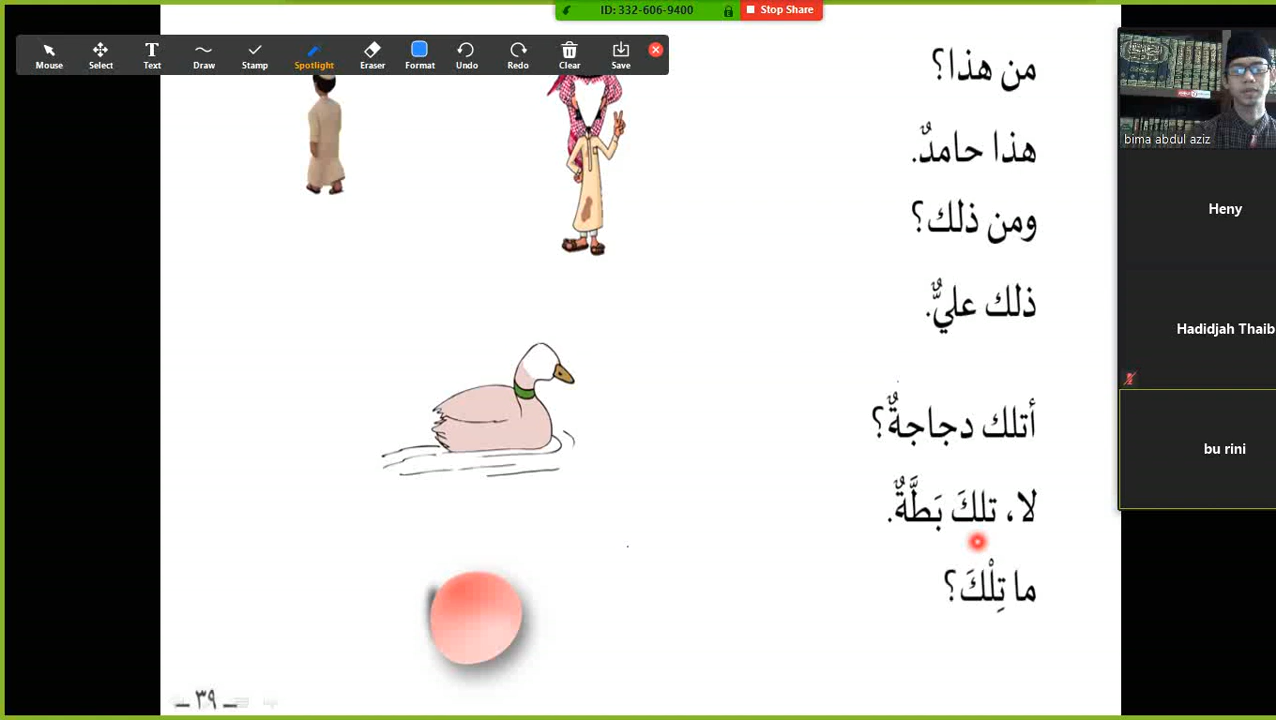 ID: 332-606-9400
Stop Share
Mouse
Select
Text
Draw
Stamp
Spotlight
Eraser
Format
Undo
Redo
Clear
Save
من هذا؟
هذا حامدٌ.
ومن ذلك؟
ذلك عليٌّ.
أتلك دجاجةٌ؟
لا، تلكَ بَطَّةٌ.
ما تِلْكَ؟
– ٣٩ –
bima abdul aziz
Heny
Hadidjah Thaib
bu rini